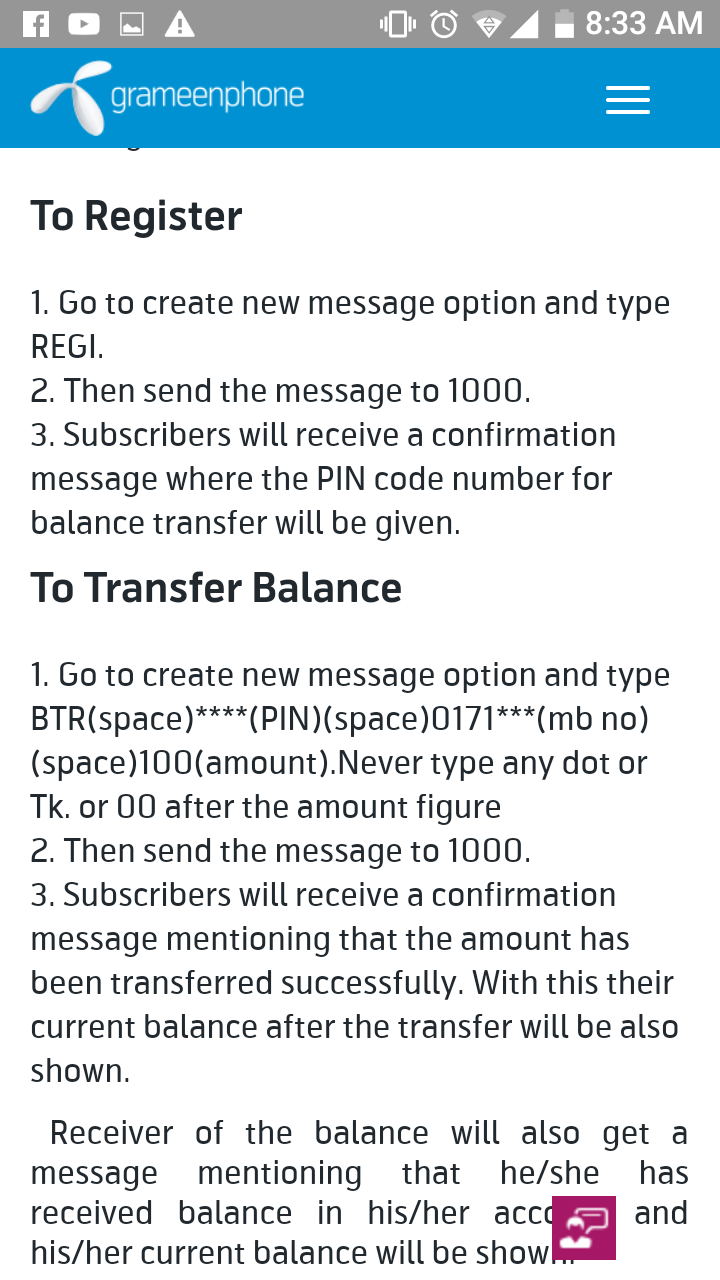 8:33 AM
grameenphone
To Register
1. Go to create new message option and type
REGI.
2. Then send the message to 1000.
3. Subscribers will receive a confirmation
message where the PIN code number for
balance transfer will be given.
To Transfer Balance
1. Go to create new message option and type
BTR(space)****(PIN)(space)0171***(mb no)
(space)100(amount).Never type any dot or
Tk. or 00 after the amount figure
2. Then send the message to 1000.
3. Subscribers will receive a confirmation
message mentioning that the amount has
been transferred successfully. With this their
current balance after the transfer will be also
shown.
Receiver of the balance will also get a
message mentioning that he/she has
received balance in his/her and
his/her current balance will be